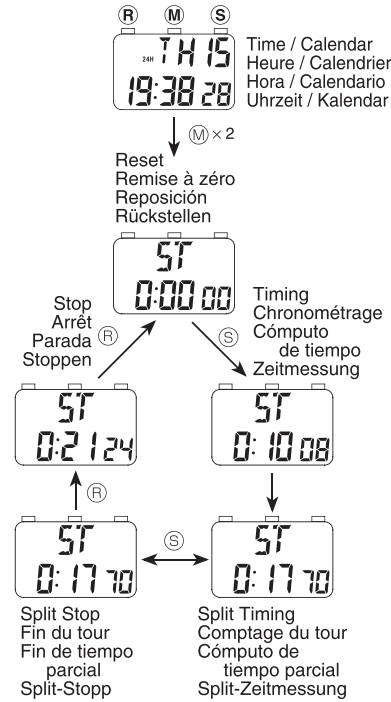 R M S
24H TH 15
19:38 28
Time / Calendar
Heure / Calendrier
Hora / Calendario
Uhrzeit / Kalendar
M × 2
Reset
Remise à zéro
Reposición
Rückstellen
ST
0:00 00
Stop
Arrêt
Parada
Stoppen
R
S
Timing
Chronométrage
Cómputo
de tiempo
Zeitmessung
ST
0:21 24
ST
0:10 08
R
ST
0:17 70
S
ST
0:17 70
Split Stop
Fin du tour
Fin de tiempo
parcial
Split-Stopp
Split Timing
Comptage du tour
Cómputo de
tiempo parcial
Split-Zeitmessung